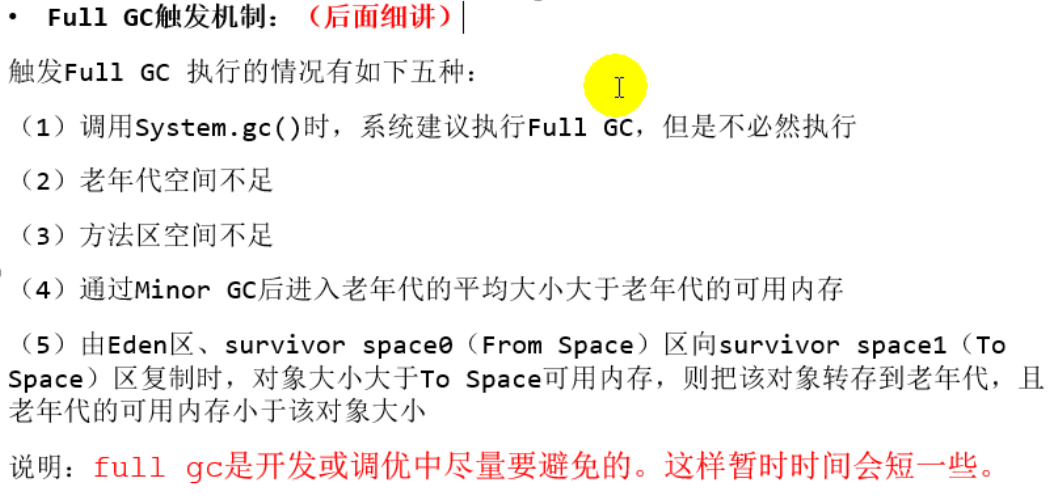 • Full GC触发机制：（后面细讲）
触发Full GC 执行的情况有如下五种：
（1）调用System.gc()时，系统建议执行Full GC，但是不必然执行
（2）老年代空间不足
（3）方法区空间不足
（4）通过Minor GC后进入老年代的平均大小大于老年代的可用内存
（5）由Eden区、survivor space0（From Space）区向survivor space1（To
Space）区复制时，对象大小大于To Space可用内存，则把该对象转存到老年代，且
老年代的可用内存小于该对象大小
说明：full gc是开发或调优中尽量要避免的。这样暂时时间会短一些。